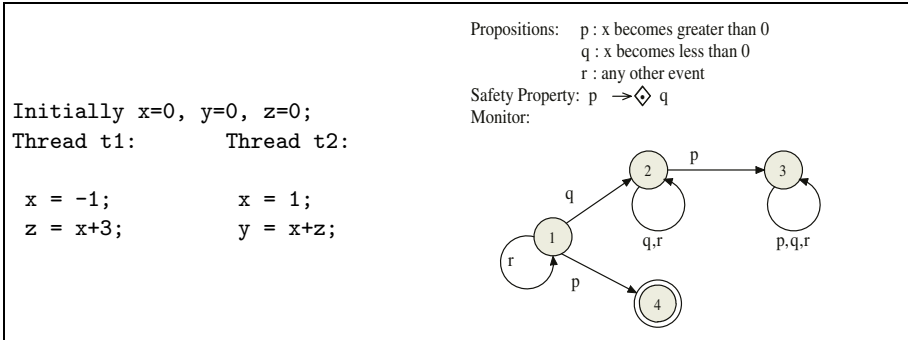 Initially x=0, y=0, z=0;
Thread t1: Thread t2:
x = -1; x = 1;
z = x+3; y = x+z;
Propositions: p : x becomes greater than 0
q : x becomes less than 0
r : any other event
Safety Property: p → ⟐ q
Monitor:
2
p
3
q
q,r
p,q,r
1
r
p
4